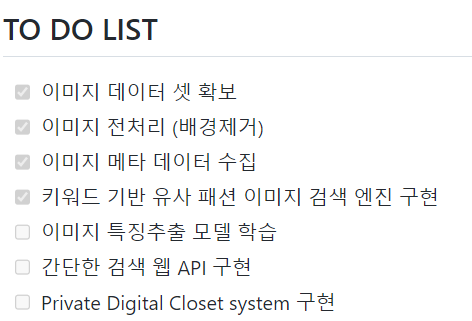 TO DO LIST
이미지 데이터 셋 확보
이미지 전처리 (배경제거)
이미지 메타 데이터 수집
키워드 기반 유사 패션 이미지 검색 엔진 구현
이미지 특징추출 모델 학습
간단한 검색 웹 API 구현
Private Digital Closet system 구현